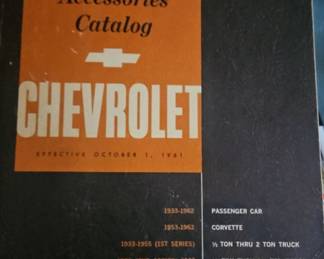 Accessories
Catalog
CHEVROLET
EFFECTIVE OCTOBER 1, 1961
1933-1962 PASSENGER CAR
1953-1962 CORVETTE
1933-1955 (1ST SERIES) ½ TON THRU 2 TON TRUCK